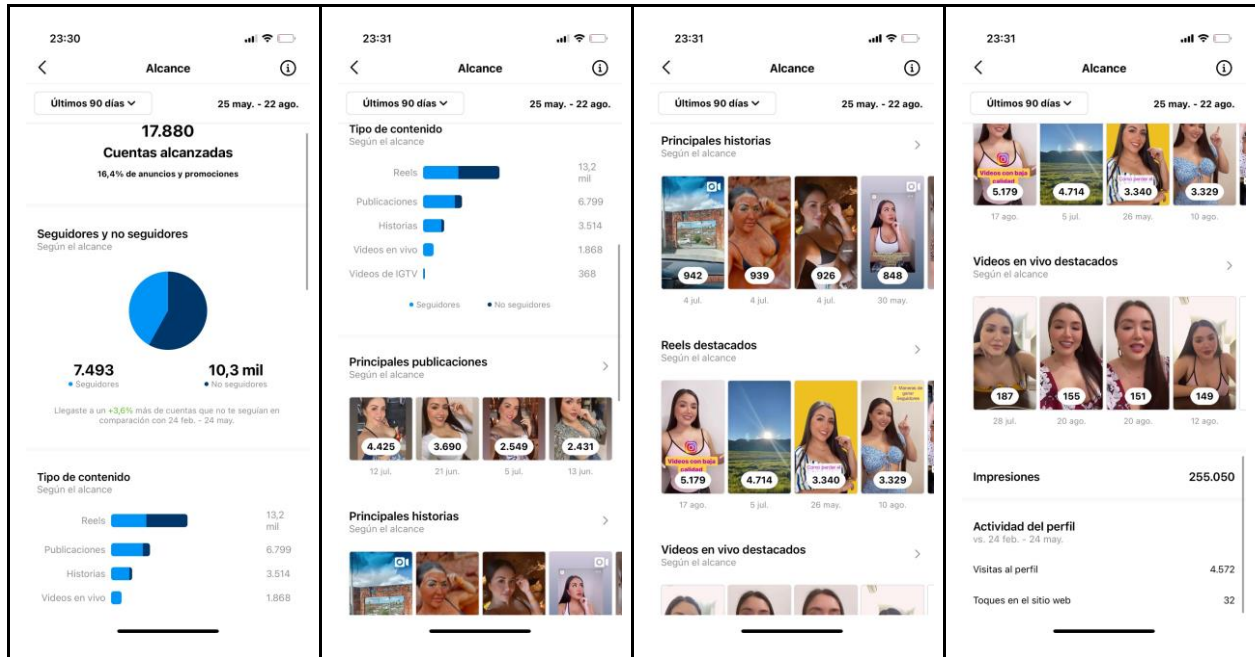 23:30
Alcance
Últimos 90 días
25 may. - 22 ago.
17.880
Cuentas alcanzadas
16,4% de anuncios y promociones
Seguidores y no seguidores
Según el alcance
7.493
Seguidores
10,3 mil
No seguidores
Llegaste a un +3,6% más de cuentas que no te seguían en
comparación con 24 feb. - 24 may.
Tipo de contenido
Según el alcance
Reels
13,2
mil
Publicaciones
6.799
Historias
3.514
Videos en vivo
1.868
23:31
Alcance
Últimos 90 días
25 may. - 22 ago.
Tipo de contenido
Según el alcance
Reels
13,2
mil
Publicaciones
6.799
Historias
3.514
Videos en vivo
1.868
Videos de IGTV
368
Seguidores
No seguidores
Principales publicaciones
Según el alcance
4.425
3.690
2.549
2.431
12 jul.
21 jun.
5 jul.
13 jun.
Principales historias
Según el alcance
23:31
Alcance
Últimos 90 días
25 may. - 22 ago.
Principales historias
Según el alcance
942
939
926
848
4 jul.
4 jul.
4 jul.
30 may.
Reels destacados
Según el alcance
Videos con baja
calidad
5.179
4.714
3.340
3.329
17 ago.
5 jul.
26 may.
10 ago.
Videos en vivo destacados
Según el alcance
23:31
Alcance
Últimos 90 días
25 may. - 22 ago.
Videos con baja
calidad
5.179
4.714
3.340
3.329
17 ago.
5 jul.
26 may.
10 ago.
Videos en vivo destacados
Según el alcance
187
155
151
149
28 jul.
20 ago.
20 ago.
12 ago.
Impresiones
255.050
Actividad del perfil
vs. 24 feb. - 24 may.
Visitas al perfil
4.572
Toques en el sitio web
32